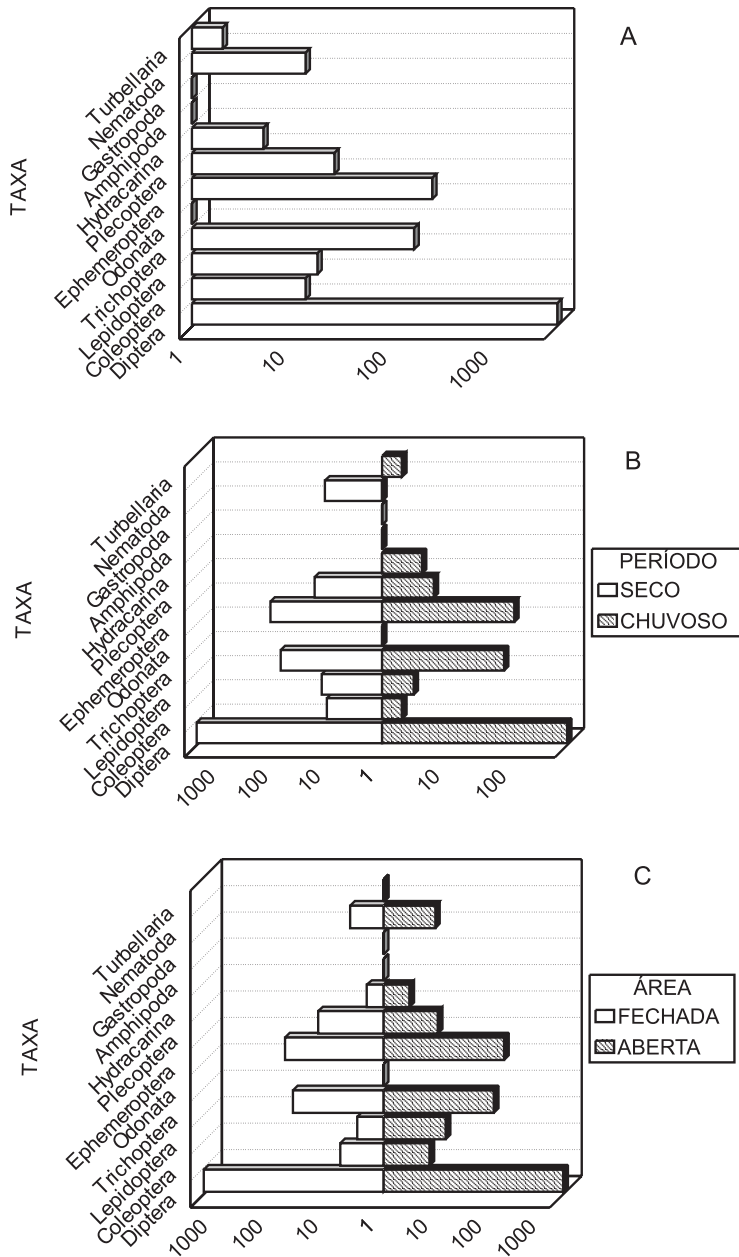 A
TAXA
Turbellaria
Nematoda
Gastropoda
Amphipoda
Hydracarina
Plecoptera
Ephemeroptera
Odonata
Trichoptera
Lepidoptera
Coleoptera
Diptera
1 10 100 1000
B
TAXA
Turbellaria
Nematoda
Gastropoda
Amphipoda
Hydracarina
Plecoptera
Ephemeroptera
Odonata
Trichoptera
Lepidoptera
Coleoptera
Diptera
1000 100 10 1 10 100
PERÍODO
SECO
CHUVOSO
C
TAXA
Turbellaria
Nematoda
Gastropoda
Amphipoda
Hydracarina
Plecoptera
Ephemeroptera
Odonata
Trichoptera
Lepidoptera
Coleoptera
Diptera
1000 100 10 1 10 100 1000
ÁREA
FECHADA
ABERTA